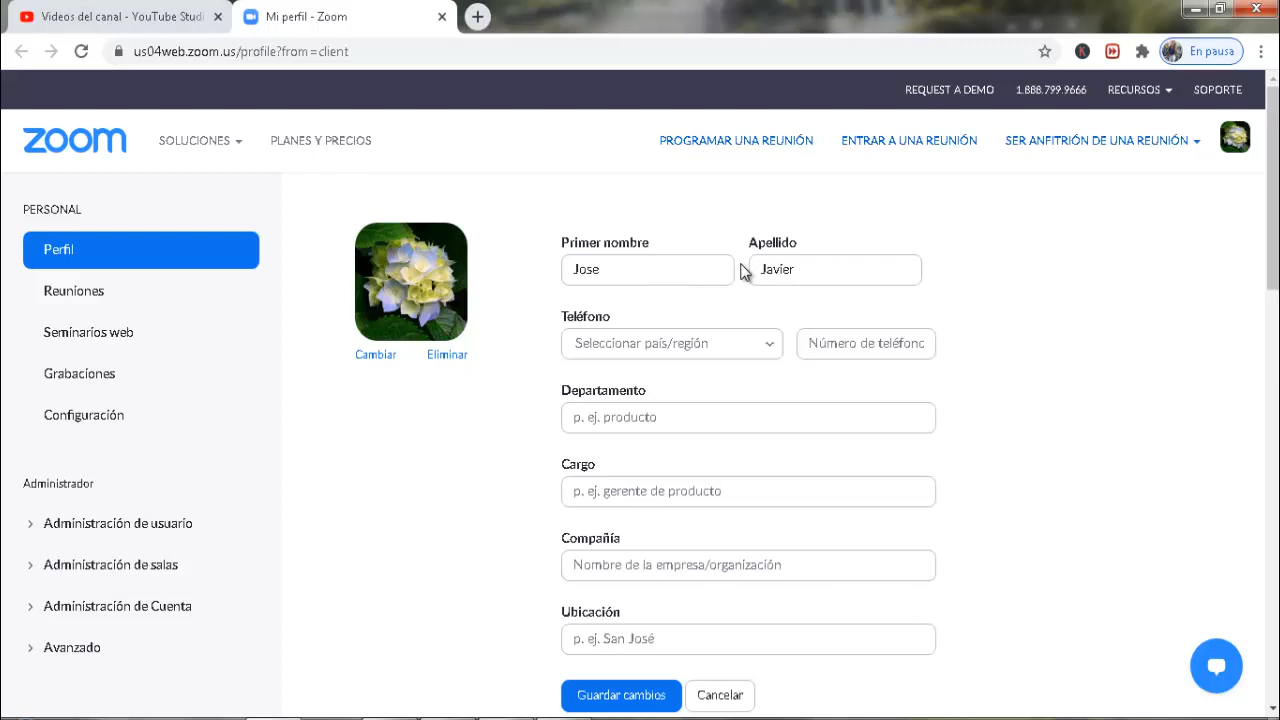 Videos del canal - YouTube Studi
Mi perfil - Zoom
us04web.zoom.us/profile?from=client
K
En pausa
REQUEST A DEMO
1.888.799.9666
RECURSOS
SOPORTE
zoom
SOLUCIONES
PLANES Y PRECIOS
PROGRAMAR UNA REUNIÓN
ENTRAR A UNA REUNIÓN
SER ANFITRIÓN DE UNA REUNIÓN
PERSONAL
Perfil
Reuniones
Seminarios web
Grabaciones
Configuración
Administrador
Administración de usuario
Administración de salas
Administración de Cuenta
Avanzado
Cambiar
Eliminar
Primer nombre
Apellido
Jose
Javier
Teléfono
Seleccionar país/región
Número de teléfono
Departamento
p. ej. producto
Cargo
p. ej. gerente de producto
Compañía
Nombre de la empresa/organización
Ubicación
p. ej. San José
Guardar cambios
Cancelar